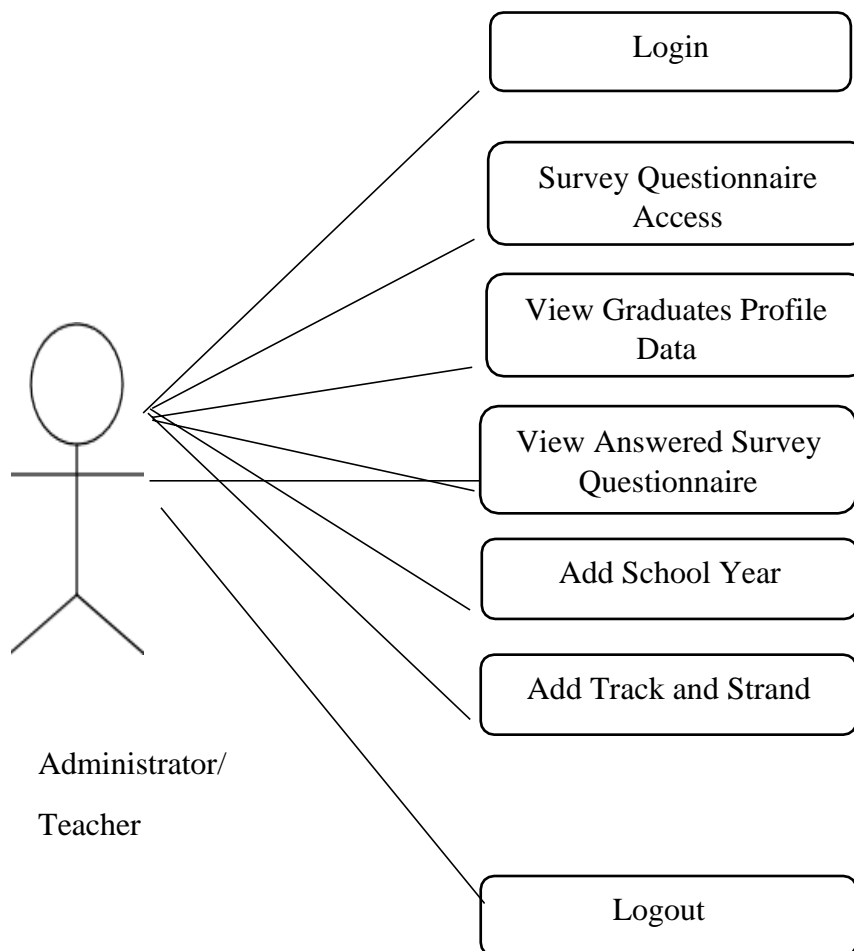 Login
Survey Questionnaire
Access
View Graduates Profile
Data
View Answered Survey
Questionnaire
Add School Year
Add Track and Strand
Administrator/
Teacher
Logout